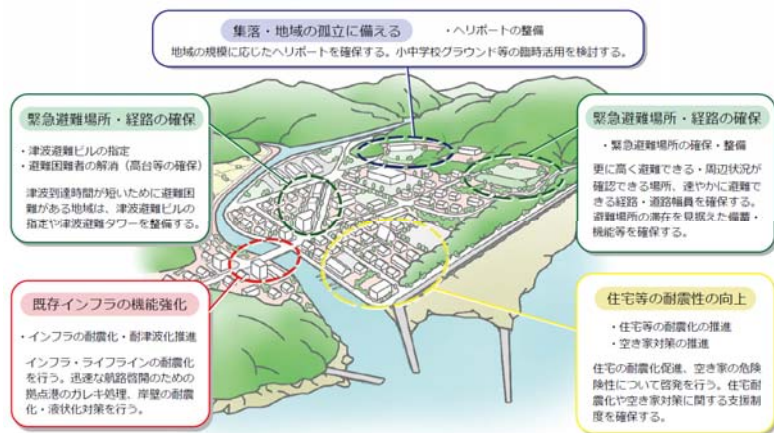 集落・地域の孤立に備える
・ヘリポートの整備
地域の規模に応じたヘリポートを確保する。小中学校グラウンド等の臨時活用を検討する。
緊急避難場所・経路の確保
・津波避難ビルの指定
・避難困難者の解消（高台等の確保）
津波到達時間が短いために避難困
難がある地域は、津波避難ビルの
指定や津波避難タワーを整備する。
緊急避難場所・経路の確保
・緊急避難場所の確保・整備
更に高く避難できる・周辺状況が
確認できる場所、速やかに避難で
きる経路・道路幅員を確保する。
避難場所の滞在を見据えた備蓄・
機能等を確保する。
既存インフラの機能強化
・インフラの耐震化・耐津波化推進
インフラ・ライフラインの耐震化
を行う。迅速な航路啓開のための
拠点港のガレキ処理、岸壁の耐震
化・液状化対策を行う。
住宅等の耐震性の向上
・住宅等の耐震化の推進
・空き家対策の推進
住宅の耐震化促進、空き家の危険
険性について啓発を行う。住宅耐
震化や空き家対策に関する支援制
度を確保する。